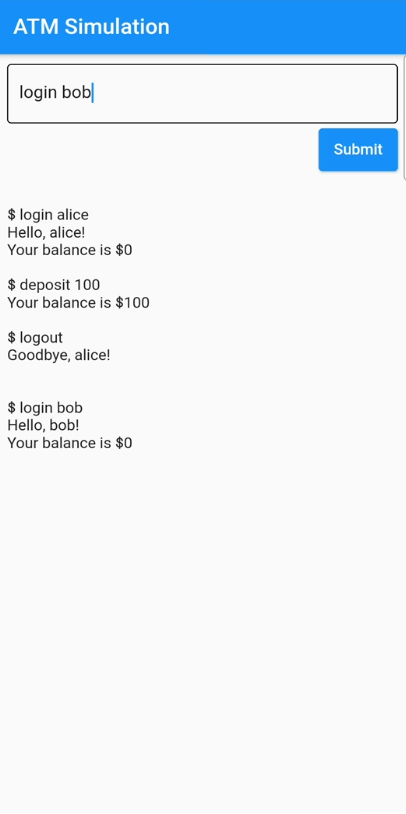 ATM Simulation
login bob
Submit
$ login alice
Hello, alice!
Your balance is $0
$ deposit 100
Your balance is $100
$ logout
Goodbye, alice!
$ login bob
Hello, bob!
Your balance is $0